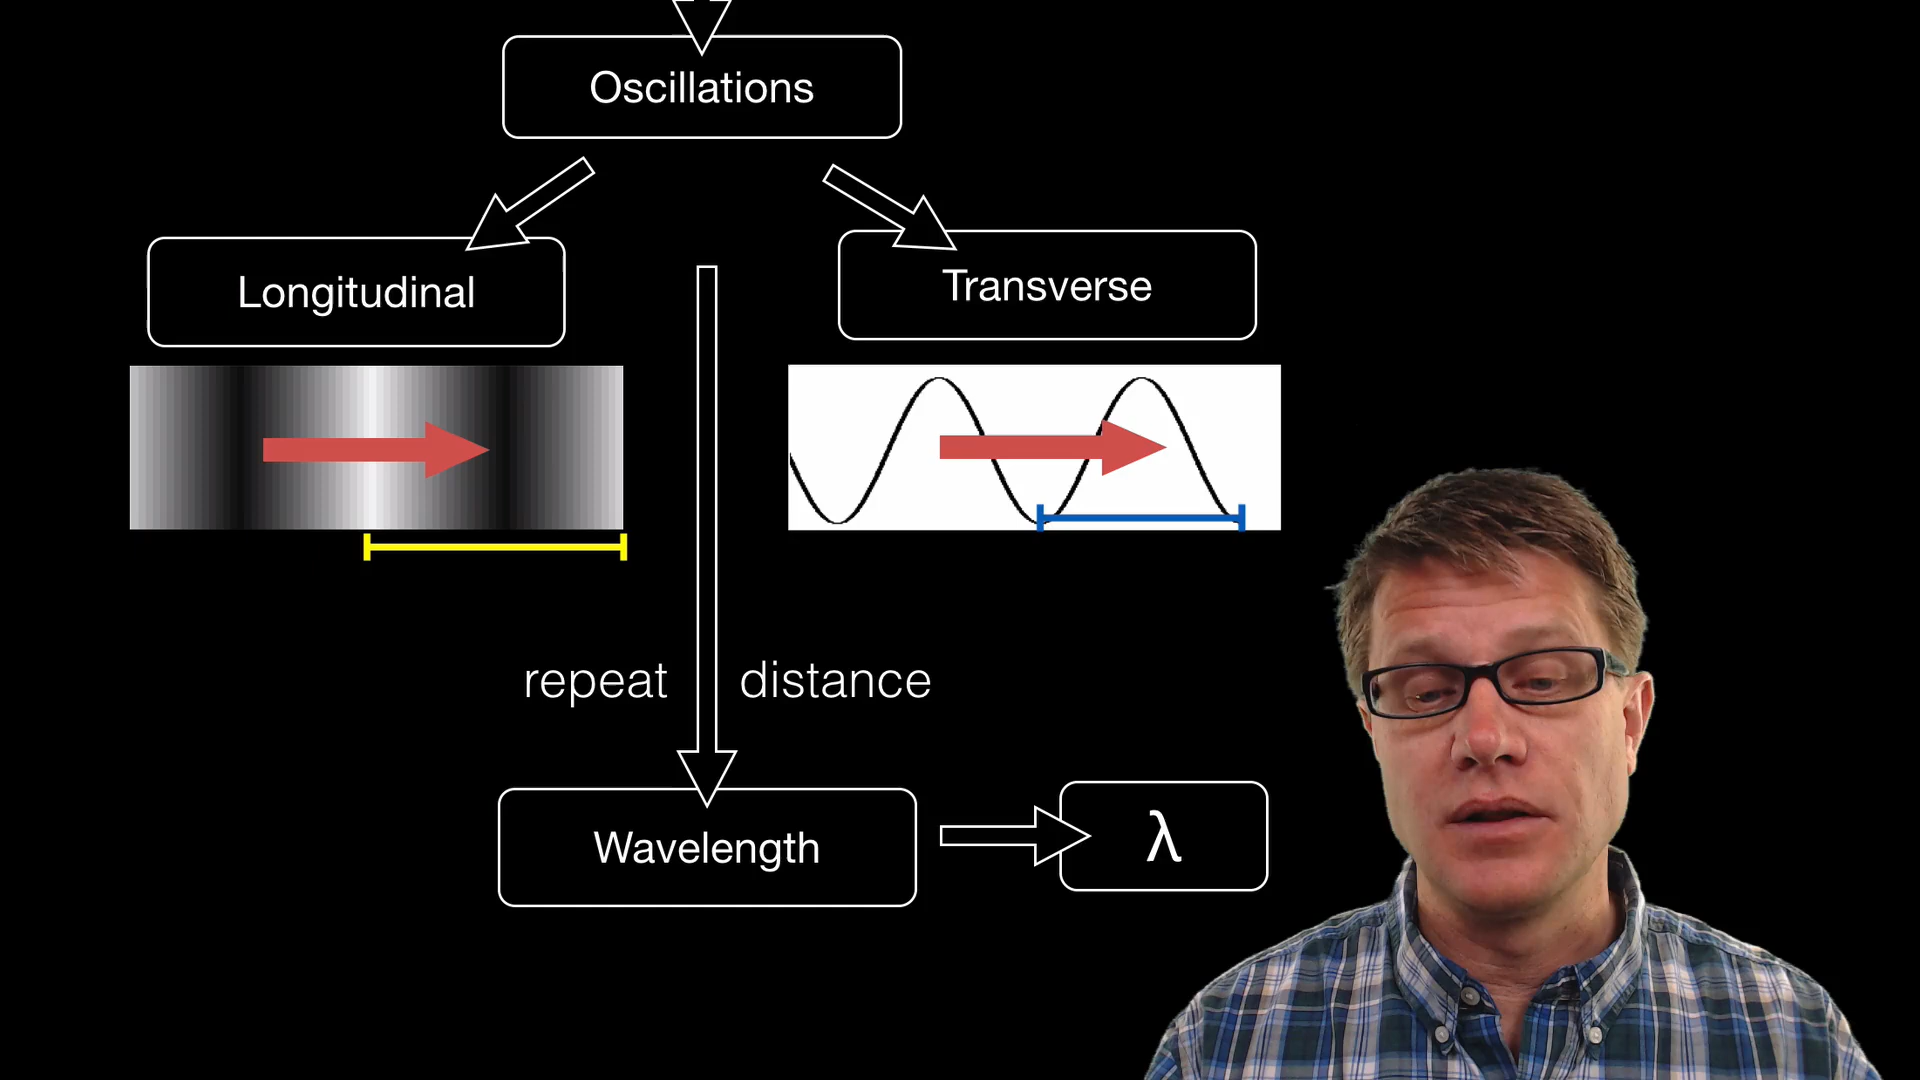 Oscillations
Longitudinal
Transverse
repeat distance
Wavelength
λ